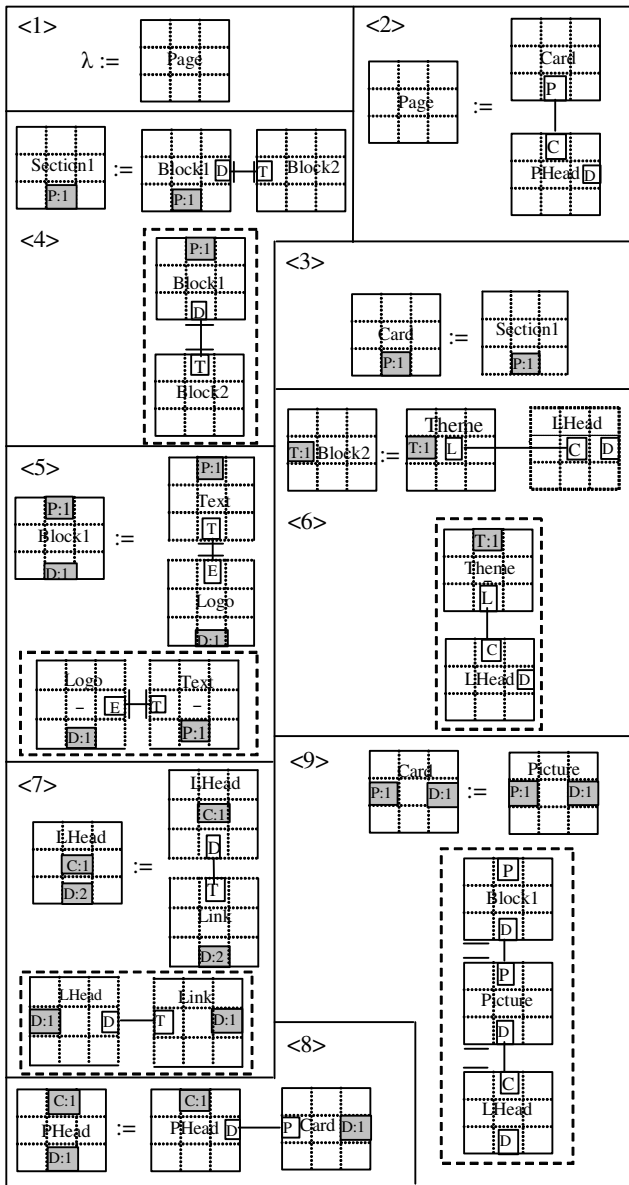 <1>
λ := Page
<2>
Page := Card
P
C
PHead D
Section1 := Block1 D T Block2
P:1 P:1
<4>
P:1
Block1
D
T
Block2
<3>
Card := Section1
P:1 P:1
Theme LHead
T:1 Block2 := T:1 L C D
<5>
P:1
Text
T
P:1
Block1 :=
D:1
E
Logo
D:1
Logo Text
– E T –
D:1 P:1
<6>
T:1
Theme
L
C
LHead D
<7>
LHead
C:1
D
LHead :=
C:1
D:2
T
Link
D:2
LHead Link
D:1 D T D:1
<9>
Card Picture
P:1 D:1 := P:1 D:1
P
Block1
D
P
Picture
D
C
LHead
D
<8>
C:1 C:1
PHead := PHead D P Card D:1
D:1